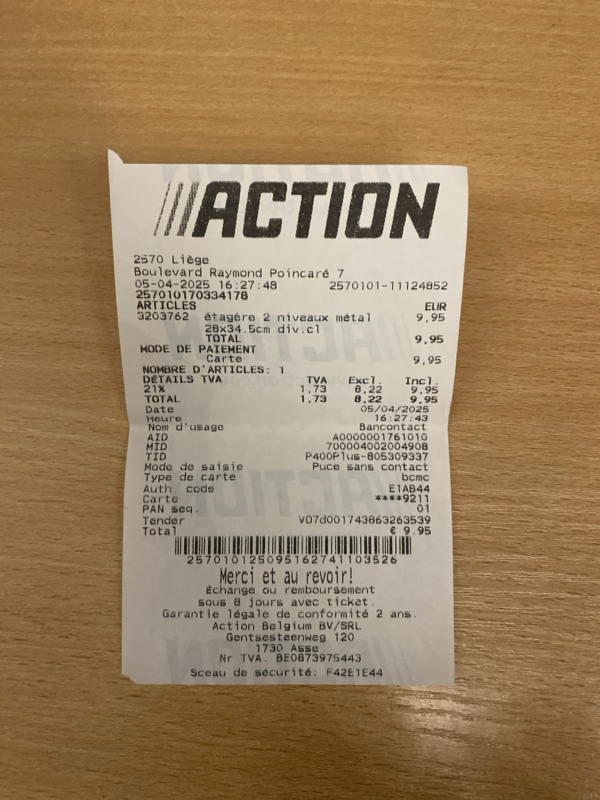 ACTION
2570 Liège
Boulevard Raymond Poincaré 7
05-04-2025 16:27:48 2570101-11124852
257010170334178
ARTICLES EUR
3203762 étagère 2 niveaux métal 9,95
28x34.5cm div.cl
TOTAL 9,95
MODE DE PAIEMENT
Carte 9,95
NOMBRE D'ARTICLES: 1
DÉTAILS TVA TVA Excl. Incl.
21% 1,73 8,22 9,95
TOTAL 1,73 8,22 9,95
Date 05/04/2025
Heure 16:27:43
Nom d'usage Bancontact
AID A0000001761010
MID 700004002004908
TID P400Plus-805309337
Mode de saisie Puce sans contact
Type de carte bcmc
Auth. code E1AB44
Carte ****9211
PAN seq. 01
Tender V07d001743863263539
Total € 9.95
257010125095162741103526
Merci et au revoir!
Échange ou remboursement
sous 8 jours avec ticket.
Garantie légale de conformité 2 ans.
Action Belgium BV/SRL
Gentsesteenweg 120
1730 Asse
Nr TVA. BE0873975443
Sceau de sécurité: F42E1E44